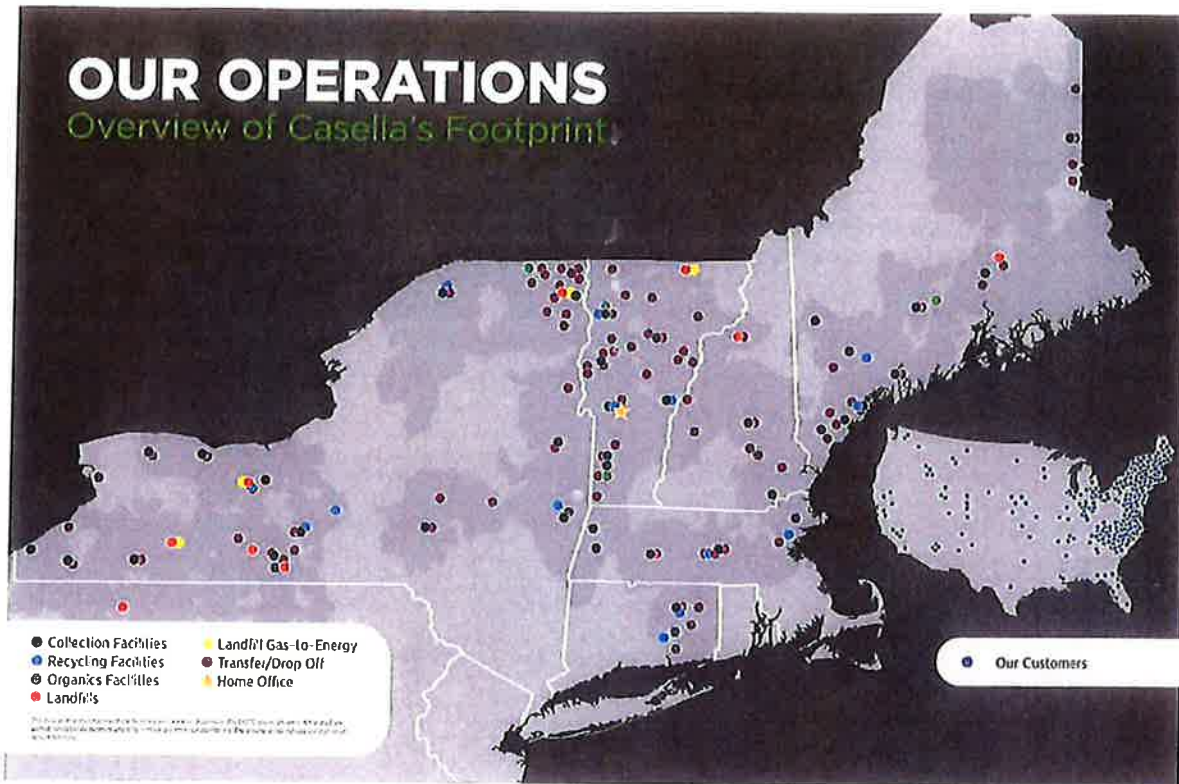 OUR OPERATIONS
Overview of Casella's Footprint
Collection Facilities
Recycling Facilities
Organics Facilities
Landfills
Landfill Gas-to-Energy
Transfer/Drop Off
Home Office
Our Customers